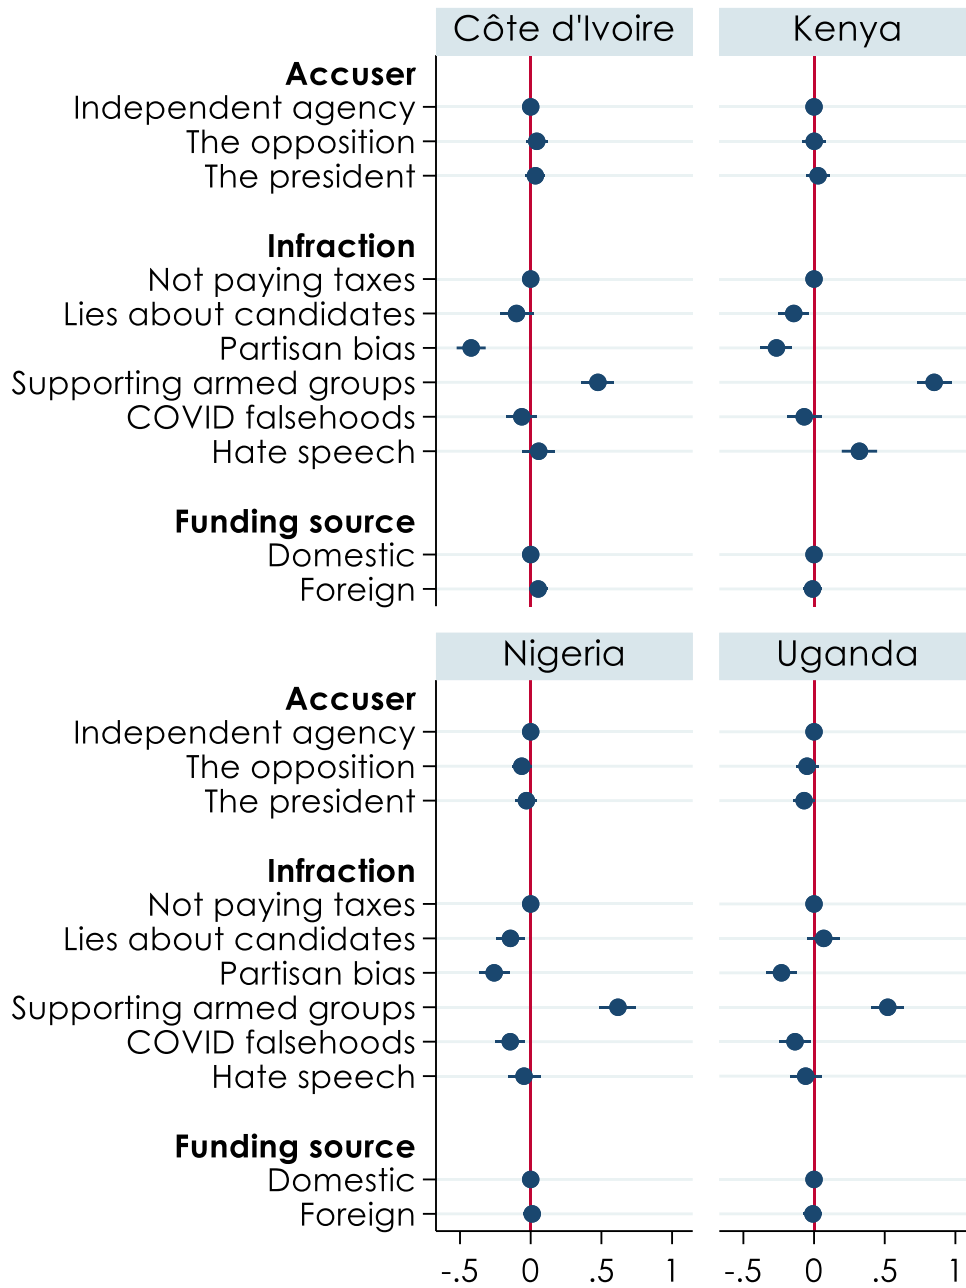 Côte d'Ivoire
Kenya
Accuser
Independent agency
The opposition
The president
Infraction
Not paying taxes
Lies about candidates
Partisan bias
Supporting armed groups
COVID falsehoods
Hate speech
Funding source
Domestic
Foreign
Nigeria
Uganda
Accuser
Independent agency
The opposition
The president
Infraction
Not paying taxes
Lies about candidates
Partisan bias
Supporting armed groups
COVID falsehoods
Hate speech
Funding source
Domestic
Foreign
-.5 0 .5 1
-.5 0 .5 1